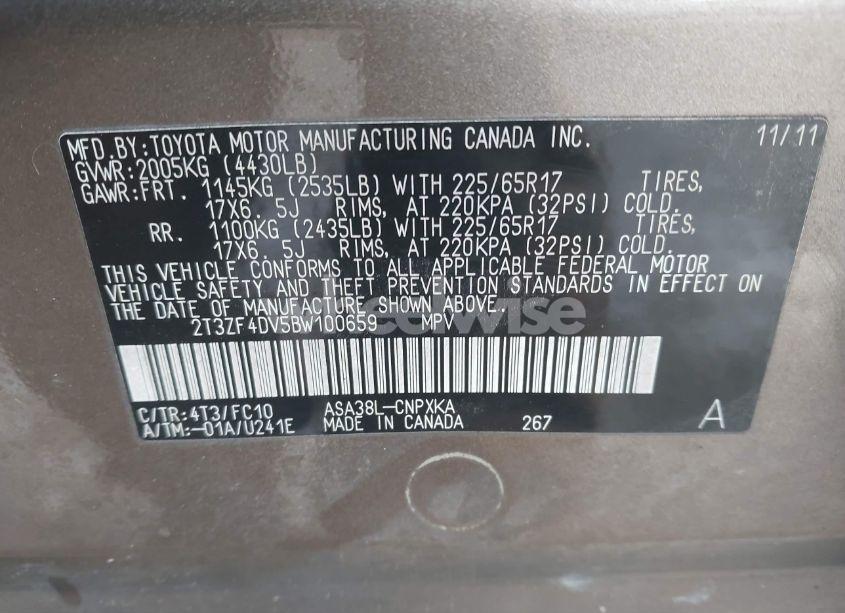 MFD. BY: TOYOTA MOTOR MANUFACTURING CANADA INC. 11/11
GVWR: 2005KG (4430LB)
GAWR: FRT. 1145KG (2535LB) WITH 225/65R17 TIRES,
17X6. 5J RIMS, AT 220KPA (32PSI) COLD.
RR. 1100KG (2435LB) WITH 225/65R17 TIRES,
17X6. 5J RIMS, AT 220KPA (32PSI) COLD.
THIS VEHICLE CONFORMS TO ALL APPLICABLE FEDERAL MOTOR
VEHICLE SAFETY AND THEFT PREVENTION STANDARDS IN EFFECT ON
THE DATE OF MANUFACTURE SHOWN ABOVE.
2T3ZF4DV5BW100659 MPV
C/TR: 4T3/FC10 ASA38L-CNPXKA
A/TM: -01A/U241E MADE IN CANADA 267 A